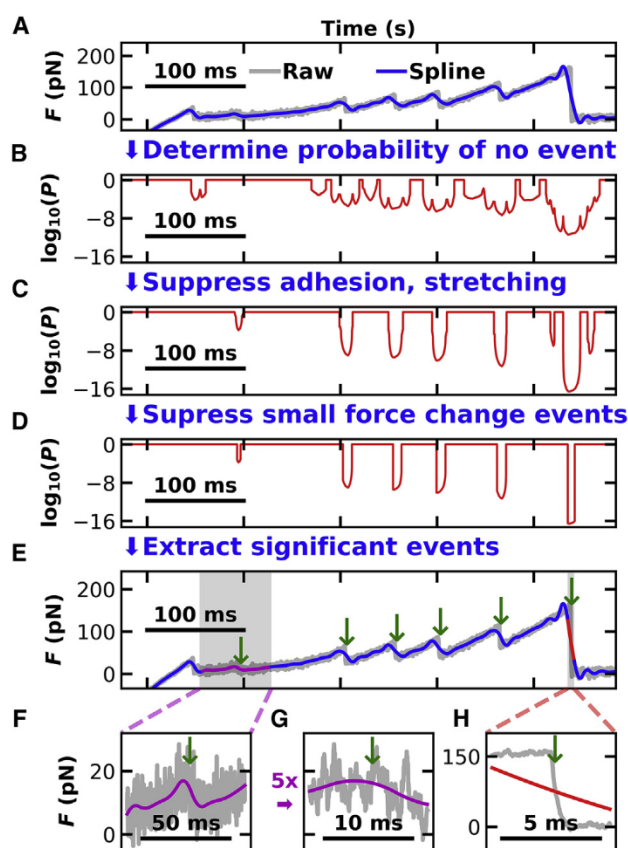 A
Time (s)
200
100
0
F (pN)
100 ms
Raw
Spline
B
⬇Determine probability of no event
0
-8
-16
log₁₀(P)
100 ms
C
⬇Suppress adhesion, stretching
0
-8
-16
log₁₀(P)
100 ms
D
⬇Supress small force change events
0
-8
-16
log₁₀(P)
100 ms
E
⬇Extract significant events
200
100
0
F (pN)
100 ms
F
G
H
20
0
F (pN)
50 ms
5x
➡
10 ms
150
0
5 ms